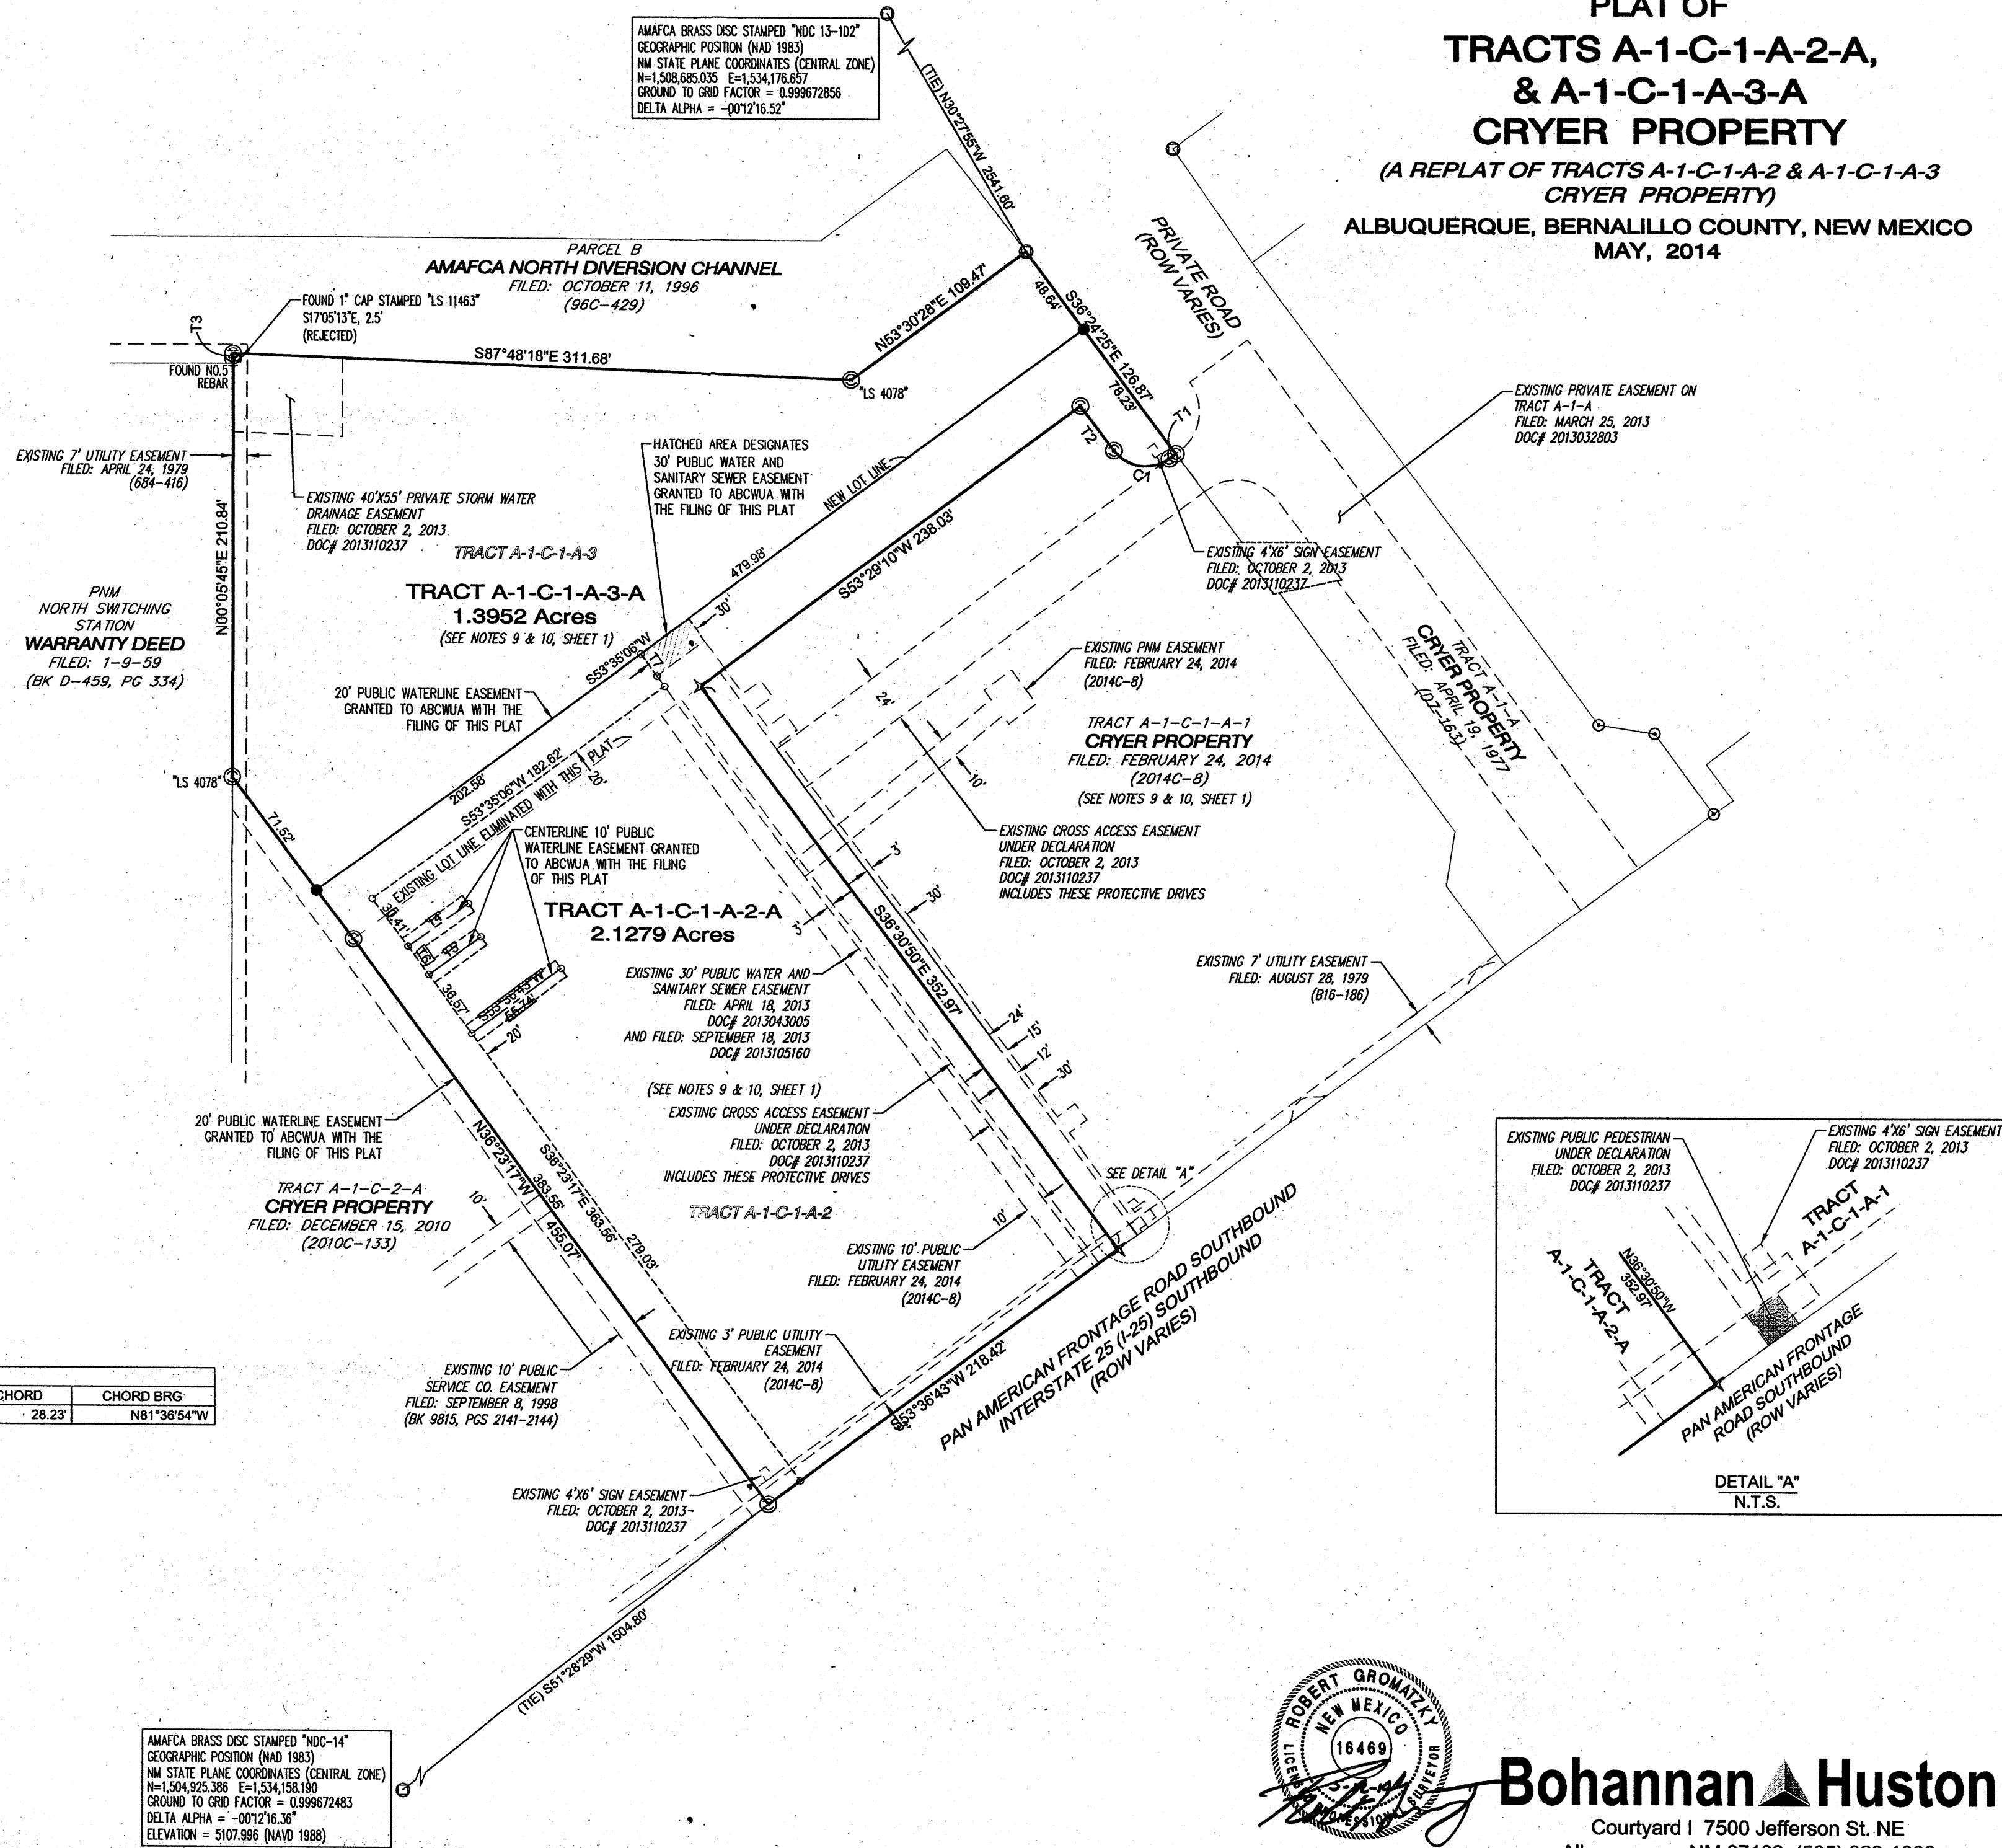 PLAT OF
TRACTS A-1-C-1-A-2-A,
& A-1-C-1-A-3-A
CRYER PROPERTY
(A REPLAT OF TRACTS A-1-C-1-A-2 & A-1-C-1-A-3
CRYER PROPERTY)
ALBUQUERQUE, BERNALILLO COUNTY, NEW MEXICO
MAY, 2014
AMAFCA BRASS DISC STAMPED "NDC 13-1D2"
GEOGRAPHIC POSITION (NAD 1983)
NM STATE PLANE COORDINATES (CENTRAL ZONE)
N=1,508,685.035 E=1,534,176.657
GROUND TO GRID FACTOR = 0.999672856
DELTA ALPHA = -00°12'16.52"
(TIE) N30°27'55"W 2541.60'
PRIVATE ROAD
(ROW VARIES)
PARCEL B
AMAFCA NORTH DIVERSION CHANNEL
FILED: OCTOBER 11, 1996
(96C-429)
FOUND 1" CAP STAMPED "LS 11463"
S17°05'13"E, 2.5'
(REJECTED)
T3
FOUND NO.5
REBAR
S87°48'18"E 311.68'
N53°30'28"E 109.47'
"LS 4078"
48.64'
S36°24'25"E 126.87'
78.23'
T1
T2
C1
EXISTING PRIVATE EASEMENT ON
TRACT A-1-A
FILED: MARCH 25, 2013
DOC# 2013032803
EXISTING 7' UTILITY EASEMENT
FILED: APRIL 24, 1979
(684-416)
EXISTING 40'X55' PRIVATE STORM WATER
DRAINAGE EASEMENT
FILED: OCTOBER 2, 2013
DOC# 2013110237
HATCHED AREA DESIGNATES
30' PUBLIC WATER AND
SANITARY SEWER EASEMENT
GRANTED TO ABCWUA WITH
THE FILING OF THIS PLAT
NEW LOT LINE
479.98'
S53°29'10"W 238.03'
N00°05'45"E 210.84'
TRACT A-1-C-1-A-3
TRACT A-1-C-1-A-3-A
1.3952 Acres
(SEE NOTES 9 & 10, SHEET 1)
EXISTING 4'X6' SIGN EASEMENT
FILED: OCTOBER 2, 2013
DOC# 2013110237
PNM
NORTH SWITCHING
STATION
WARRANTY DEED
FILED: 1-9-59
(BK D-459, PG 334)
30'
S53°35'06"W
T7
20' PUBLIC WATERLINE EASEMENT
GRANTED TO ABCWUA WITH THE
FILING OF THIS PLAT
EXISTING PNM EASEMENT
FILED: FEBRUARY 24, 2014
(2014C-8)
24'
10'
TRACT A-1-C-1-A-1
CRYER PROPERTY
FILED: FEBRUARY 24, 2014
(2014C-8)
(SEE NOTES 9 & 10, SHEET 1)
TRACT A-1-A
CRYER PROPERTY
FILED: APRIL 19, 1977
(D7-163)
"LS 4078"
71.52'
202.58'
S53°35'06"W 182.62'
20'
EXISTING LOT LINE ELIMINATED WITH THIS PLAT
CENTERLINE 10' PUBLIC
WATERLINE EASEMENT GRANTED
TO ABCWUA WITH THE FILING
OF THIS PLAT
EXISTING CROSS ACCESS EASEMENT
UNDER DECLARATION
FILED: OCTOBER 2, 2013
DOC# 2013110237
INCLUDES THESE PROTECTIVE DRIVES
30.41'
T4
T5
T6
36.57'
S53°36'43"W
55.74'
20'
TRACT A-1-C-1-A-2-A
2.1279 Acres
3'
3'
30'
S36°30'50"E 352.97'
EXISTING 30' PUBLIC WATER AND
SANITARY SEWER EASEMENT
FILED: APRIL 18, 2013
DOC# 2013043005
AND FILED: SEPTEMBER 18, 2013
DOC# 2013105160
EXISTING 7' UTILITY EASEMENT
FILED: AUGUST 28, 1979
(B16-186)
24'
15'
12'
30'
(SEE NOTES 9 & 10, SHEET 1)
EXISTING CROSS ACCESS EASEMENT
UNDER DECLARATION
FILED: OCTOBER 2, 2013
DOC# 2013110237
INCLUDES THESE PROTECTIVE DRIVES
TRACT A-1-C-1-A-2
20' PUBLIC WATERLINE EASEMENT
GRANTED TO ABCWUA WITH THE
FILING OF THIS PLAT
TRACT A-1-C-2-A
CRYER PROPERTY
FILED: DECEMBER 15, 2010
(2010C-133)
10'
N36°23'17"W
383.55'
455.07'
S36°23'17"E 363.56'
279.03'
SEE DETAIL "A"
10'
EXISTING 10' PUBLIC
UTILITY EASEMENT
FILED: FEBRUARY 24, 2014
(2014C-8)
EXISTING 3' PUBLIC UTILITY
EASEMENT
FILED: FEBRUARY 24, 2014
(2014C-8)
S53°36'43"W 218.42'
PAN AMERICAN FRONTAGE ROAD SOUTHBOUND
INTERSTATE 25 (I-25) SOUTHBOUND
(ROW VARIES)
EXISTING 10' PUBLIC
SERVICE CO. EASEMENT
FILED: SEPTEMBER 8, 1998
(BK 9815, PGS 2141-2144)
EXISTING 4'X6' SIGN EASEMENT
FILED: OCTOBER 2, 2013
DOC# 2013110237
CHORD CHORD BRG
28.23' N81°36'54"W
EXISTING PUBLIC PEDESTRIAN
UNDER DECLARATION
FILED: OCTOBER 2, 2013
DOC# 2013110237
EXISTING 4'X6' SIGN EASEMENT
FILED: OCTOBER 2, 2013
DOC# 2013110237
TRACT
A-1-C-1-A-1
N36°30'50"W
352.97'
TRACT
A-1-C-1-A-2-A
PAN AMERICAN FRONTAGE
ROAD SOUTHBOUND
(ROW VARIES)
DETAIL "A"
N.T.S.
(TIE) S51°28'29"W 1504.80'
AMAFCA BRASS DISC STAMPED "NDC-14"
GEOGRAPHIC POSITION (NAD 1983)
NM STATE PLANE COORDINATES (CENTRAL ZONE)
N=1,504,925.386 E=1,534,158.190
GROUND TO GRID FACTOR = 0.999672483
DELTA ALPHA = -00°12'16.36"
ELEVATION = 5107.996 (NAVD 1988)
ROBERT GROMATZKY
NEW MEXICO
16469
LICENSED PROFESSIONAL SURVEYOR
Bohannan Huston
Courtyard I 7500 Jefferson St. NE